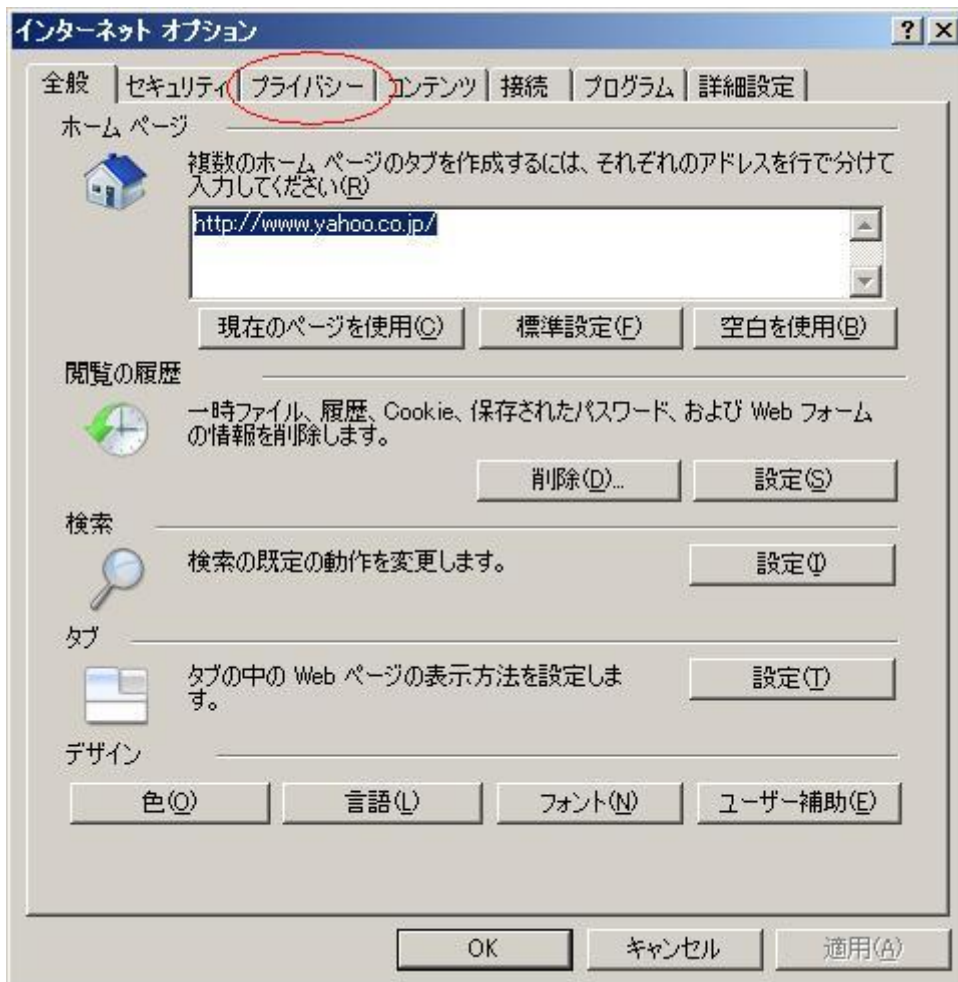 インターネット オプション
全般 セキュリティ プライバシー コンテンツ 接続 プログラム 詳細設定
ホーム ページ
複数のホーム ページのタブを作成するには、それぞれのアドレスを行で分けて
入力してください(R)
http://www.yahoo.co.jp/
現在のページを使用(C) 標準設定(F) 空白を使用(B)
閲覧の履歴
一時ファイル、履歴、Cookie、保存されたパスワード、および Web フォーム
の情報を削除します。
削除(D)... 設定(S)
検索
検索の既定の動作を変更します。
設定(I)
タブ
タブの中の Web ページの表示方法を設定しま
す。
設定(T)
デザイン
色(O) 言語(L) フォント(N) ユーザー補助(E)
OK キャンセル 適用(A)